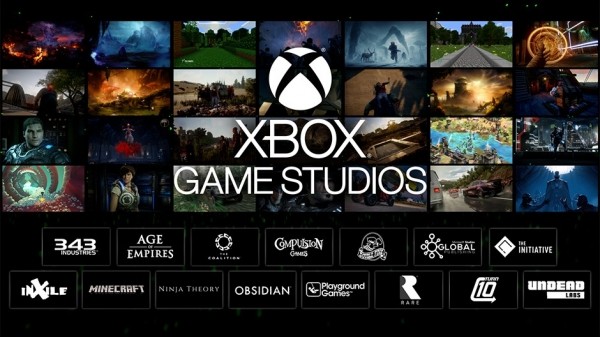 XBOX
GAME STUDIOS
343
INDUSTRIES
AGE
OF
EMPIRES
THE
COALITION
COMPULSION
GAMES
GLOBAL
PUBLISHING
THE
INITIATIVE
INXILE
MINECRAFT
NINJA THEORY
OBSIDIAN
Playground
Games
RARE
TURN
10
UNDEAD
LABS